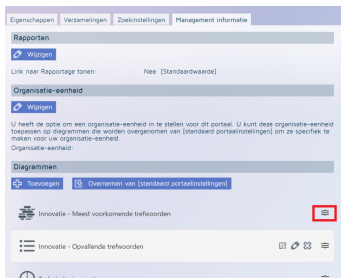 Eigenschappen Verzamelingen Zoekinstellingen Management informatie
Rapporten
Wijzigen
Link naar Rapportage tonen: Nee [Standaardwaarde]
Organisatie-eenheid
Wijzigen
U heeft de optie om een organisatie-eenheid in te stellen voor dit portaal. U kunt deze organisatie-eenheid
toepassen op diagrammen die worden overgenomen van [standaard portaalinstellingen] om ze specifiek te
maken voor uw organisatie-eenheid.
Organisatie-eenheid:
Diagrammen
Toevoegen Overnemen van [standaard portaalinstellingen]
Innovatie - Meest voorkomende trefwoorden
Innovatie - Opvallende trefwoorden